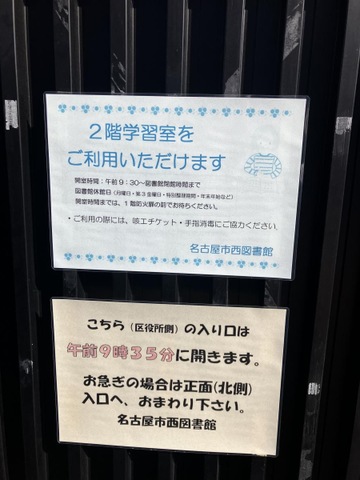 ２階学習室を
ご利用いただけます
開室時間：午前９：３０～図書館閉館時間まで
図書館休館日（月曜日・第３金曜日・特別整理期間・年末年始など）
開室時間までは、１階防火扉の前でお待ちください。
・ご利用の際には、咳エチケット・手指消毒にご協力ください。
名古屋市西図書館
こちら（区役所側）の入り口は
午前９時３５分に開きます。
お急ぎの場合は正面（北側）
入口へ、おまわり下さい。
名古屋市西図書館